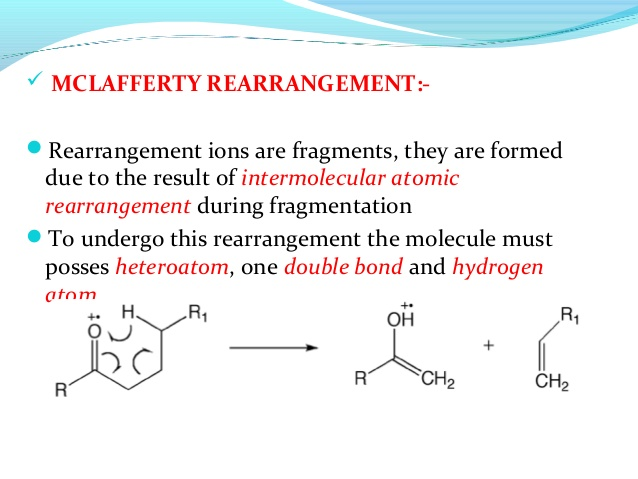 ✓ MCLAFFERTY REARRANGEMENT:-
Rearrangement ions are fragments, they are formed
due to the result of intermolecular atomic
rearrangement during fragmentation
To undergo this rearrangement the molecule must
posses heteroatom, one double bond and hydrogen
atom
+• H R1
O
R
+•
OH
R CH2
+
R1
CH2